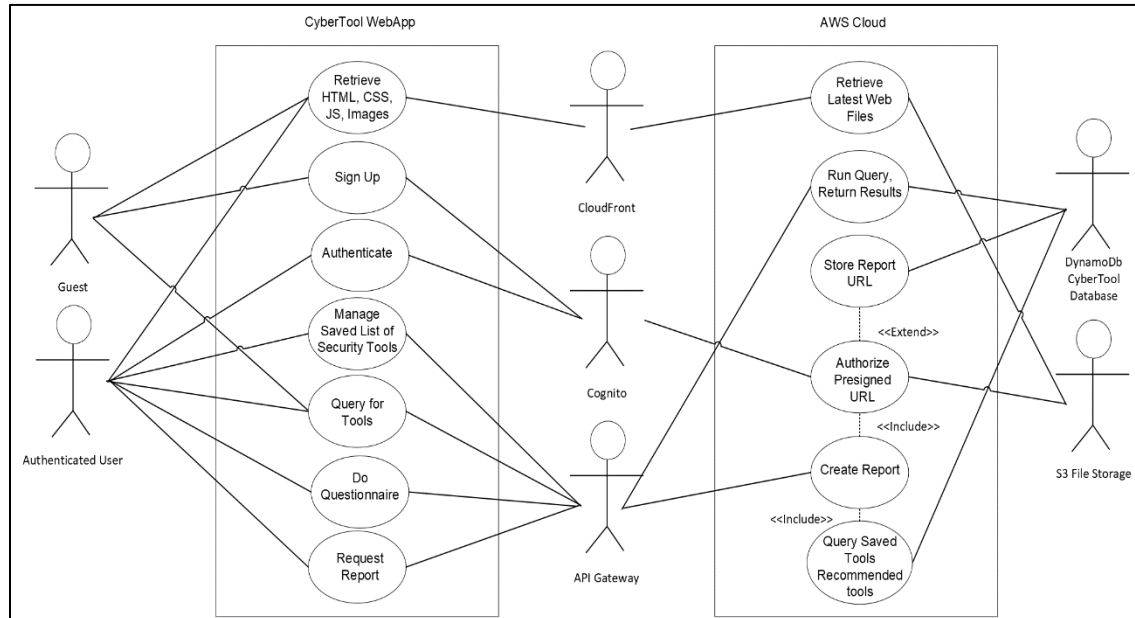 CyberTool WebApp
AWS Cloud
Retrieve
HTML, CSS,
JS, Images
Sign Up
Authenticate
Manage
Saved List of
Security Tools
Query for
Tools
Do
Questionnaire
Request
Report
Guest
Authenticated User
CloudFront
Cognito
API Gateway
Retrieve
Latest Web
Files
Run Query,
Return Results
Store Report
URL
<<Extend>>
Authorize
Presigned
URL
<<Include>>
Create Report
<<Include>>
Query Saved
Tools
Recommended
tools
DynamoDb
CyberTool
Database
S3 File Storage